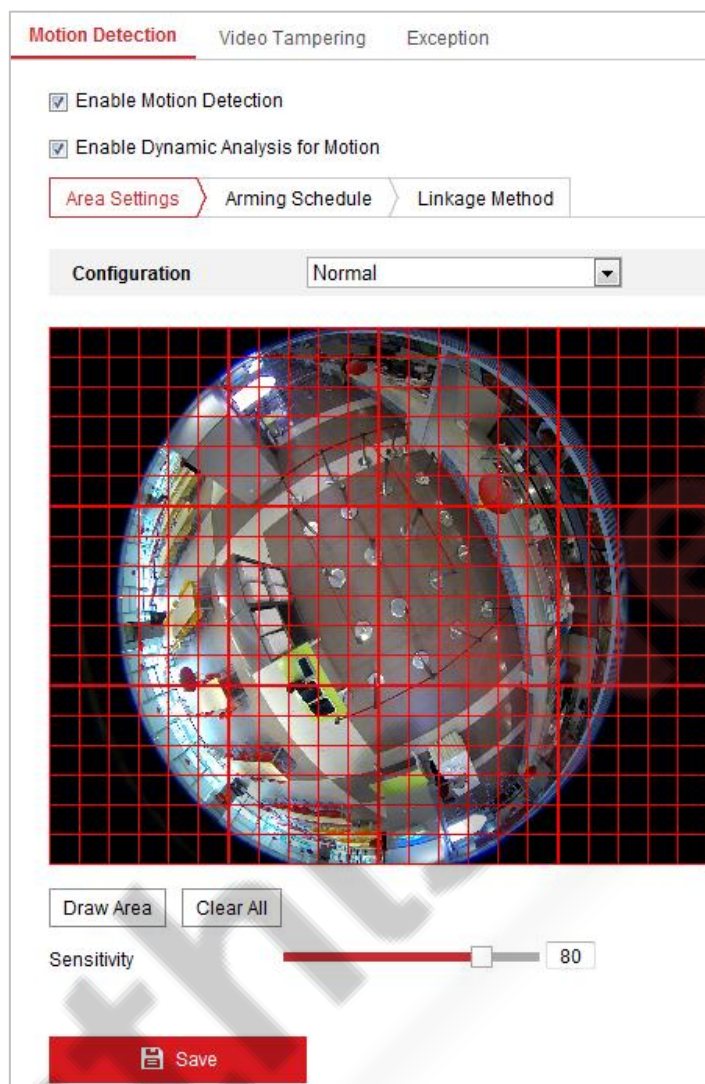 Motion Detection Video Tampering Exception
Enable Motion Detection
Enable Dynamic Analysis for Motion
Area Settings Arming Schedule Linkage Method
Configuration Normal
Draw Area Clear All
Sensitivity 80
Save